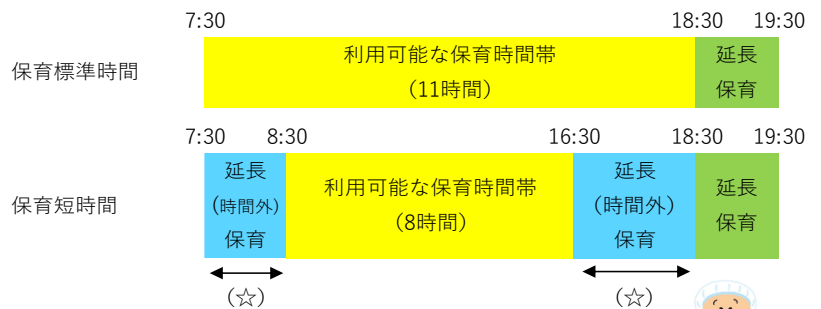 7:30 18:30 19:30
保育標準時間
利用可能な保育時間帯
（11時間）
延長
保育
7:30 8:30 16:30 18:30 19:30
保育短時間
延長
（時間外）
保育
利用可能な保育時間帯
（8時間）
延長
（時間外）
保育
延長
保育
（☆） （☆）